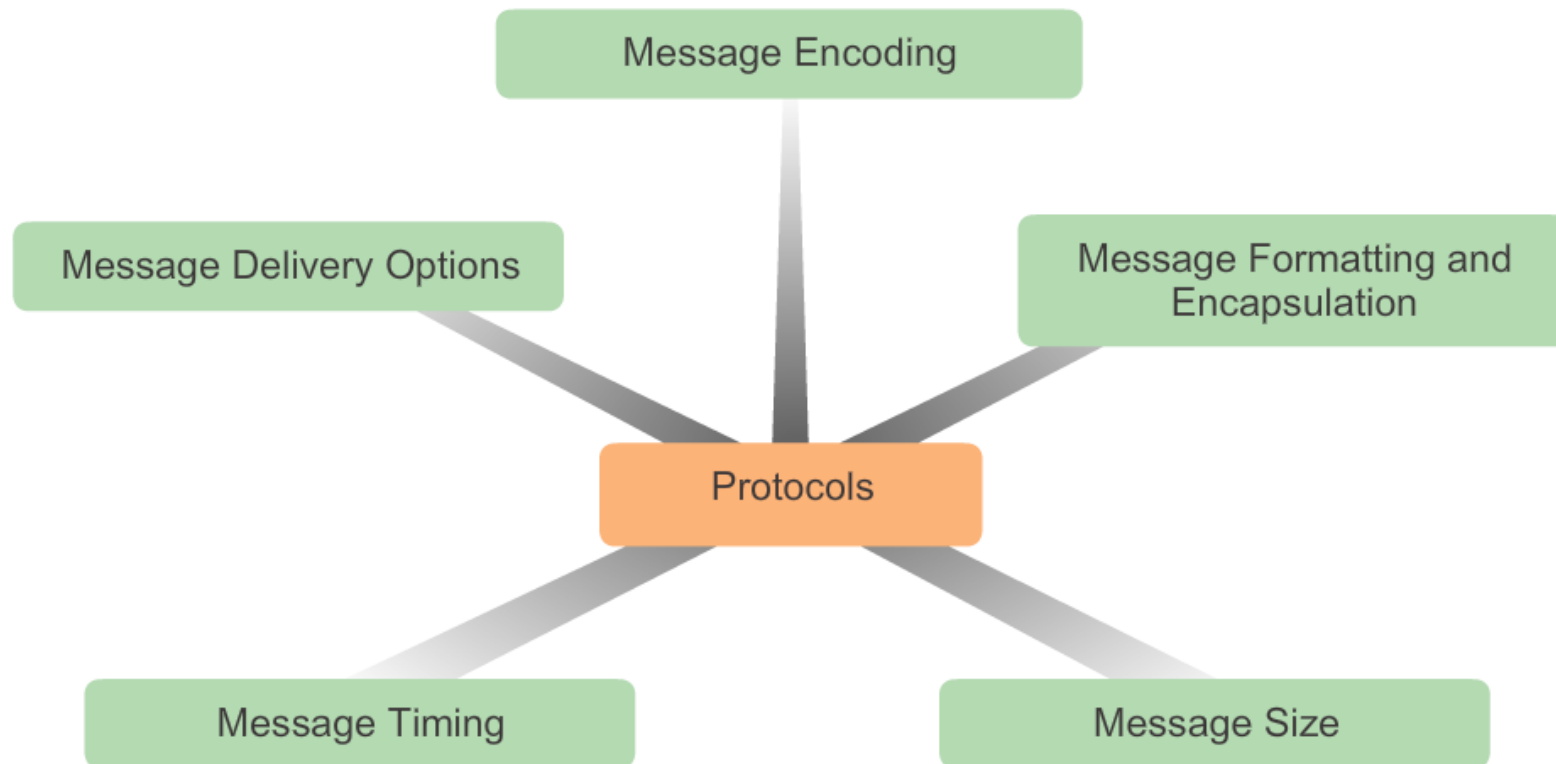 Message Encoding
Message Delivery Options
Message Formatting and
Encapsulation
Protocols
Message Timing
Message Size